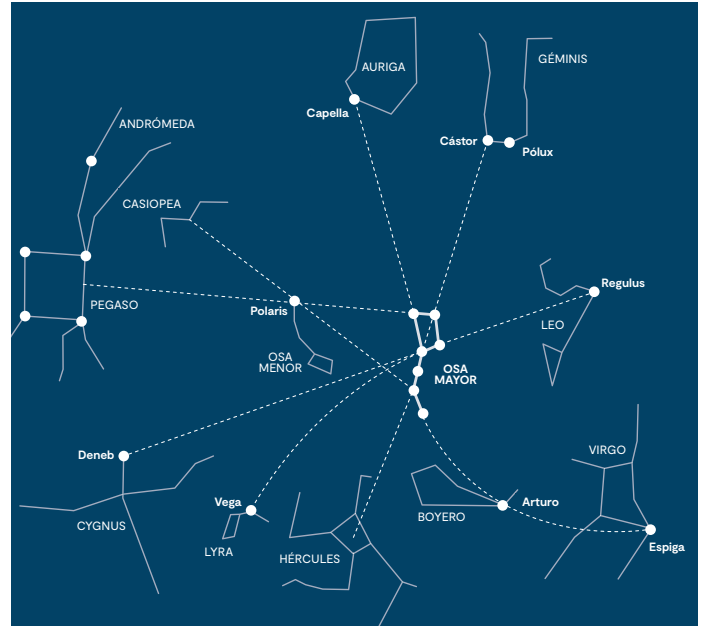 AURIGA
GÉMINIS
Capella
Cástor
Pólux
ANDRÓMEDA
CASIOPEA
Regulus
PEGASO
Polaris
LEO
OSA
MENOR
OSA
MAYOR
Deneb
VIRGO
Vega
Arturo
BOYERO
CYGNUS
LYRA
HÉRCULES
Espiga